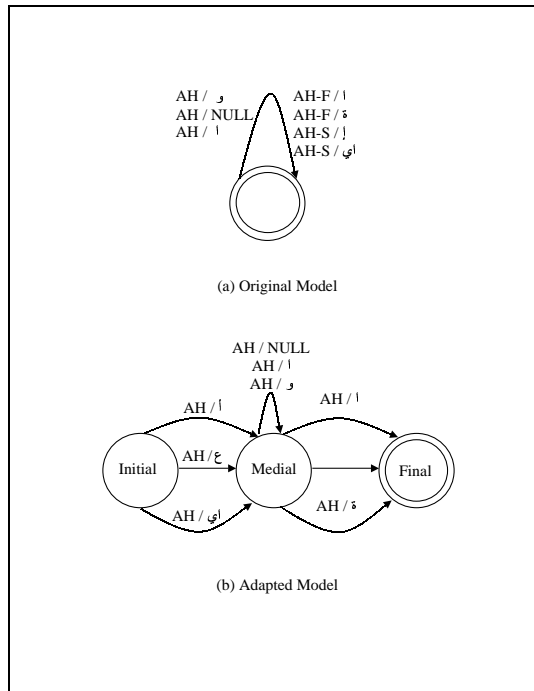 AH / و
AH / NULL
AH / ا
AH-F / ا
AH-F / ة
AH-S / إ
AH-S / اي
(a) Original Model
AH / NULL
AH / ا
AH / و
AH / أ
AH / ا
Initial
AH / ع
Medial
Final
AH / اي
AH / ة
(b) Adapted Model